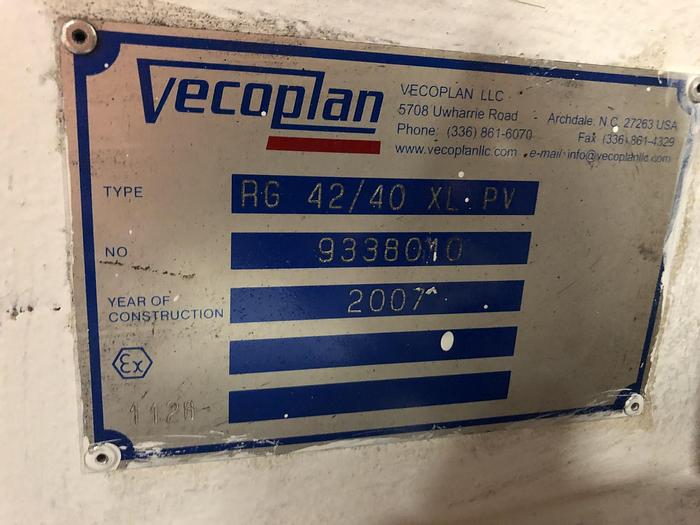 vecoplan
VECOPLAN LLC
5708 Uwharrie Road Archdale, N.C. 27263 USA
Phone: (336) 861-6070 Fax (336) 861-4329
www.vecoplanllc.com e-mail info@vecoplanllc.com
TYPE RG 42/40 XL PV
NO 9338010
YEAR OF
CONSTRUCTION 2007
Ex